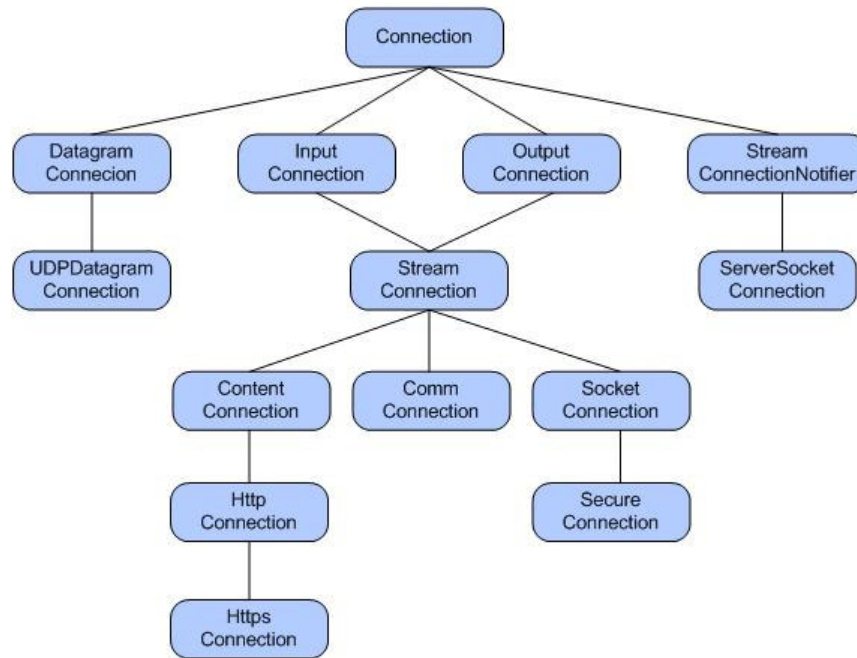 Connection
Datagram
Connecion
Input
Connection
Output
Connection
Stream
ConnectionNotifier
UDPDatagram
Connection
Stream
Connection
ServerSocket
Connection
Content
Connection
Comm
Connection
Socket
Connection
Http
Connection
Secure
Connection
Https
Connection